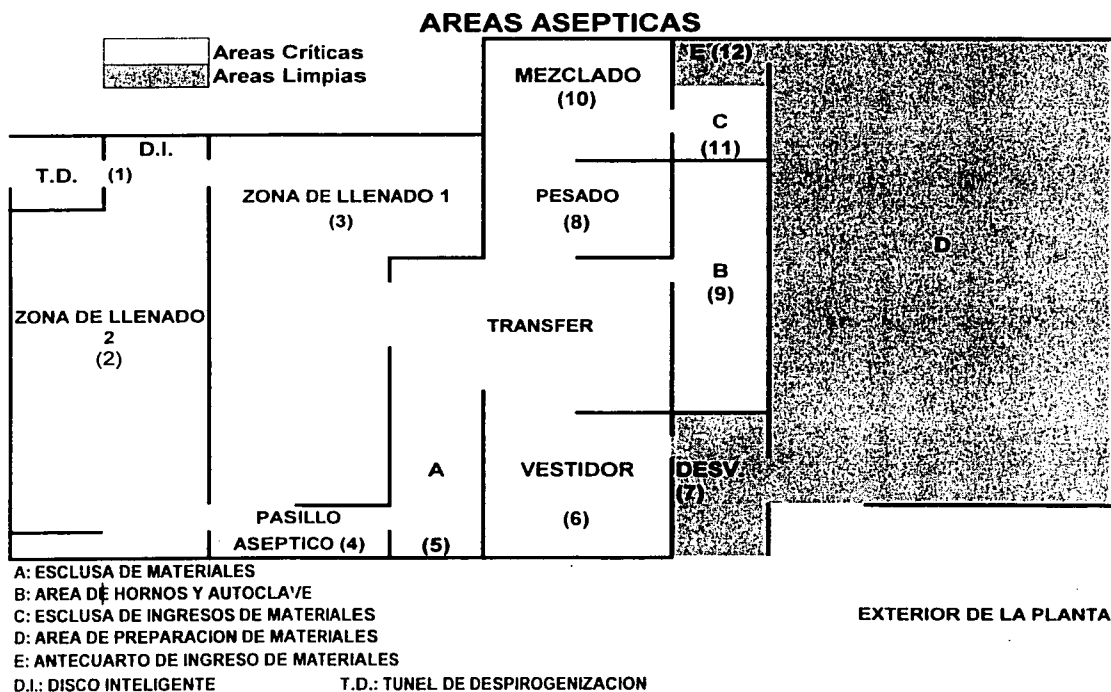 AREAS ASEPTICAS
Areas Críticas
Areas Limpias
E (12)
MEZCLADO
(10)
C
(11)
D.I.
T.D.
(1)
ZONA DE LLENADO 1
(3)
PESADO
(8)
D
B
(9)
ZONA DE LLENADO
2
(2)
TRANSFER
A
VESTIDOR
DESV.
(7)
(6)
PASILLO
ASEPTICO (4)
(5)
A: ESCLUSA DE MATERIALES
B: AREA DE HORNOS Y AUTOCLAVE
C: ESCLUSA DE INGRESOS DE MATERIALES
EXTERIOR DE LA PLANTA
D: AREA DE PREPARACION DE MATERIALES
E: ANTECUARTO DE INGRESO DE MATERIALES
D.I.: DISCO INTELIGENTE
T.D.: TUNEL DE DESPIROGENIZACION